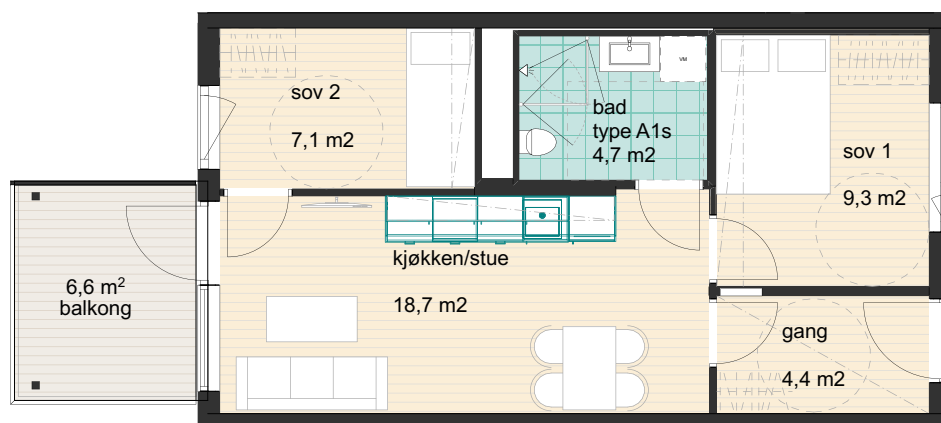 sov 2
7,1 m2
bad
type A1s
4,7 m2
VM
sov 1
9,3 m2
6,6 m²
balkong
kjøkken/stue
18,7 m2
gang
4,4 m2